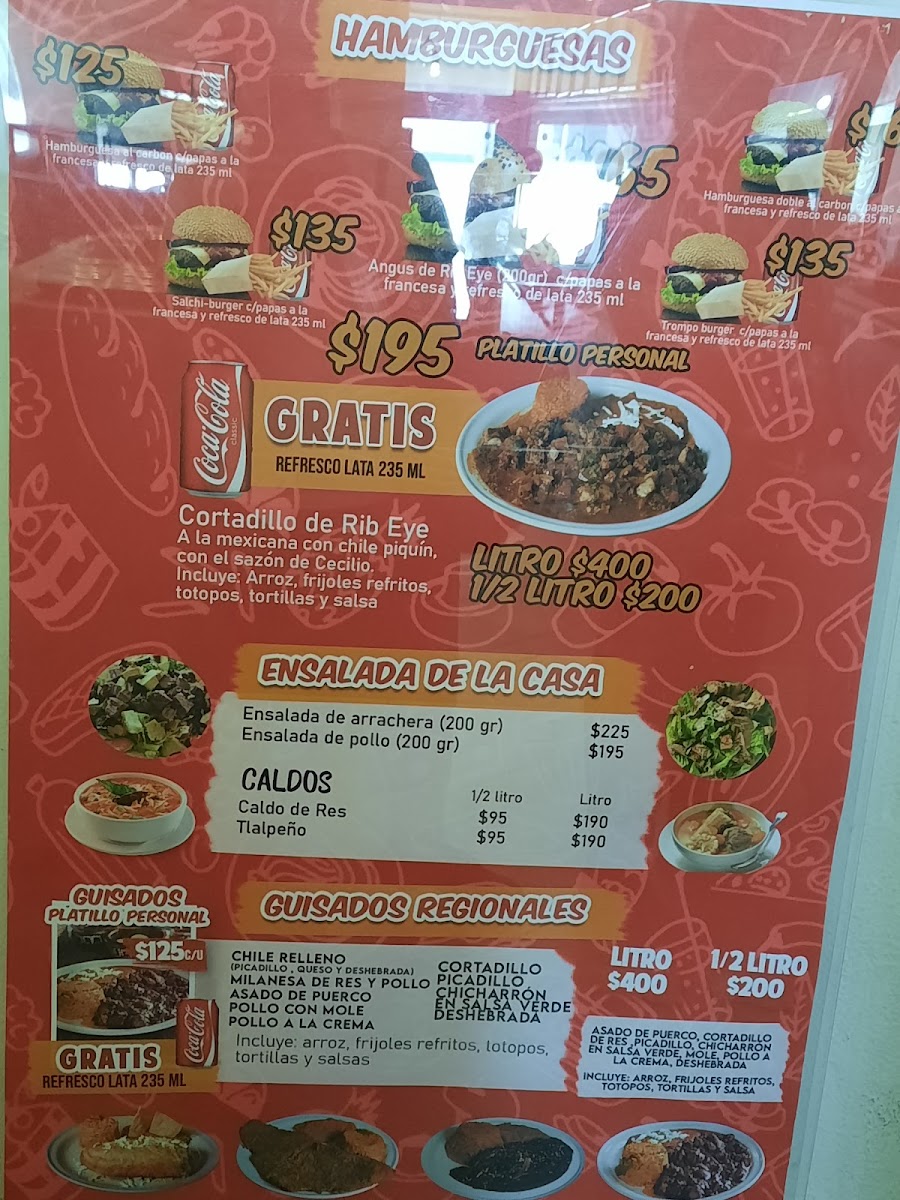 HAMBURGUESAS
$125
Coca-Cola
Hamburguesa al carbon c/papas a la
francesa y refresco de lata 235 ml
65
Angus de Rib Eye (200gr) c/papas a la
francesa y refresco de lata 235 ml
Hamburguesa doble al carbon c/papas a
francesa y refresco de lata 235 ml
$135
Salchi-burger c/papas a la
francesa y refresco de lata 235 ml
$135
Trompo burger c/papas a la
francesa y refresco de lata 235 ml
$195 PLATILLO PERSONAL
Coca-Cola
classic
GRATIS
REFRESCO LATA 235 ML
Cortadillo de Rib Eye
A la mexicana con chile piquín,
con el sazón de Cecilio.
Incluye: Arroz, frijoles refritos,
totopos, tortillas y salsa
LITRO $400
1/2 LITRO $200
ENSALADA DE LA CASA
Ensalada de arrachera (200 gr) $225
Ensalada de pollo (200 gr) $195
CALDOS
1/2 litro Litro
Caldo de Res $95 $190
Tlalpeño $95 $190
GUISADOS
PLATILLO PERSONAL
$125 C/U
Coca-Cola
GRATIS
REFRESCO LATA 235 ML
GUISADOS REGIONALES
CHILE RELLENO
(PICADILLO , QUESO Y DESHEBRADA)
MILANESA DE RES Y POLLO
ASADO DE PUERCO
POLLO CON MOLE
POLLO A LA CREMA
CORTADILLO
PICADILLO
CHICHARRÓN
EN SALSA VERDE
DESHEBRADA
Incluye: arroz, frijoles refritos, totopos,
tortillas y salsas
LITRO
$400
1/2 LITRO
$200
ASADO DE PUERCO, CORTADILLO
DE RES ,PICADILLO, CHICHARRON
EN SALSA VERDE, MOLE, POLLO A
LA CREMA, DESHEBRADA
INCLUYE: ARROZ, FRIJOLES REFRITOS,
TOTOPOS, TORTILLAS Y SALSA